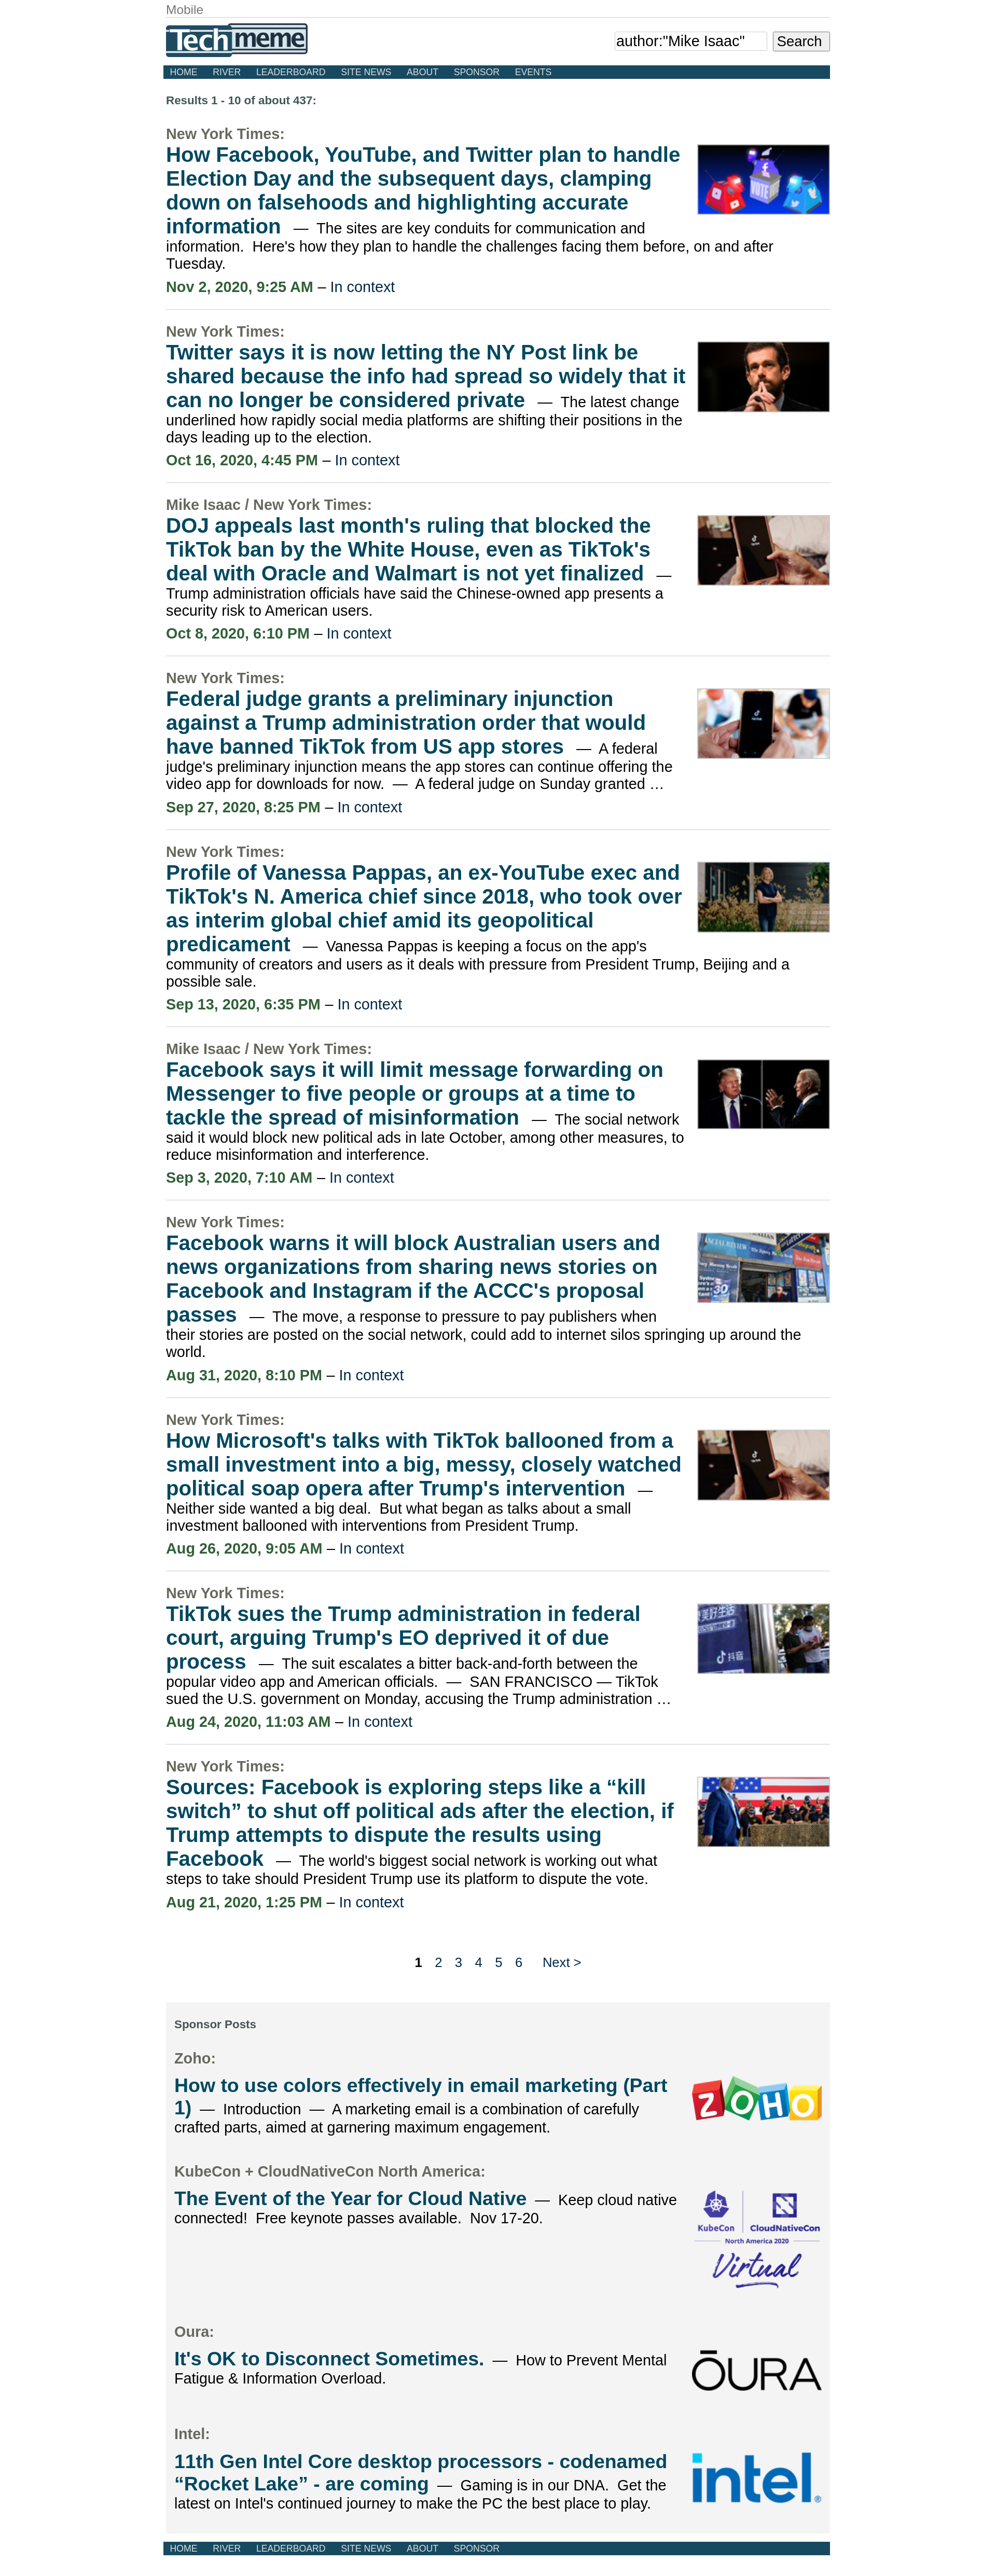 Mobile
Techmeme
author:"Mike Isaac"
Search
HOME RIVER LEADERBOARD SITE NEWS ABOUT SPONSOR EVENTS
Results 1 - 10 of about 437:
New York Times:
How Facebook, YouTube, and Twitter plan to handle
Election Day and the subsequent days, clamping
down on falsehoods and highlighting accurate
information — The sites are key conduits for communication and
information. Here's how they plan to handle the challenges facing them before, on and after
Tuesday.
VOTE
Nov 2, 2020, 9:25 AM – In context
New York Times:
Twitter says it is now letting the NY Post link be
shared because the info had spread so widely that it
can no longer be considered private — The latest change
underlined how rapidly social media platforms are shifting their positions in the
days leading up to the election.
Oct 16, 2020, 4:45 PM – In context
Mike Isaac / New York Times:
DOJ appeals last month's ruling that blocked the
TikTok ban by the White House, even as TikTok's
deal with Oracle and Walmart is not yet finalized —
Trump administration officials have said the Chinese-owned app presents a
security risk to American users.
Oct 8, 2020, 6:10 PM – In context
New York Times:
Federal judge grants a preliminary injunction
against a Trump administration order that would
have banned TikTok from US app stores — A federal
judge's preliminary injunction means the app stores can continue offering the
video app for downloads for now. — A federal judge on Sunday granted …
Sep 27, 2020, 8:25 PM – In context
New York Times:
Profile of Vanessa Pappas, an ex-YouTube exec and
TikTok's N. America chief since 2018, who took over
as interim global chief amid its geopolitical
predicament — Vanessa Pappas is keeping a focus on the app's
community of creators and users as it deals with pressure from President Trump, Beijing and a
possible sale.
Sep 13, 2020, 6:35 PM – In context
Mike Isaac / New York Times:
Facebook says it will limit message forwarding on
Messenger to five people or groups at a time to
tackle the spread of misinformation — The social network
said it would block new political ads in late October, among other measures, to
reduce misinformation and interference.
Sep 3, 2020, 7:10 AM – In context
New York Times:
Facebook warns it will block Australian users and
news organizations from sharing news stories on
Facebook and Instagram if the ACCC's proposal
passes — The move, a response to pressure to pay publishers when
their stories are posted on the social network, could add to internet silos springing up around the
world.
Aug 31, 2020, 8:10 PM – In context
New York Times:
How Microsoft's talks with TikTok ballooned from a
small investment into a big, messy, closely watched
political soap opera after Trump's intervention —
Neither side wanted a big deal. But what began as talks about a small
investment ballooned with interventions from President Trump.
Aug 26, 2020, 9:05 AM – In context
New York Times:
TikTok sues the Trump administration in federal
court, arguing Trump's EO deprived it of due
process — The suit escalates a bitter back-and-forth between the
popular video app and American officials. — SAN FRANCISCO — TikTok
sued the U.S. government on Monday, accusing the Trump administration …
美好生活
抖音
Aug 24, 2020, 11:03 AM – In context
New York Times:
Sources: Facebook is exploring steps like a “kill
switch” to shut off political ads after the election, if
Trump attempts to dispute the results using
Facebook — The world's biggest social network is working out what
steps to take should President Trump use its platform to dispute the vote.
Aug 21, 2020, 1:25 PM – In context
1 2 3 4 5 6 Next >
Sponsor Posts
Zoho:
How to use colors effectively in email marketing (Part
1) — Introduction — A marketing email is a combination of carefully
crafted parts, aimed at garnering maximum engagement.
ZOHO
KubeCon + CloudNativeCon North America:
The Event of the Year for Cloud Native — Keep cloud native
connected! Free keynote passes available. Nov 17-20.
KubeCon CloudNativeCon
North America 2020
Virtual
Oura:
It's OK to Disconnect Sometimes. — How to Prevent Mental
Fatigue & Information Overload.
ŌURA
Intel:
11th Gen Intel Core desktop processors - codenamed
“Rocket Lake” - are coming — Gaming is in our DNA. Get the
latest on Intel's continued journey to make the PC the best place to play.
intel®
HOME RIVER LEADERBOARD SITE NEWS ABOUT SPONSOR